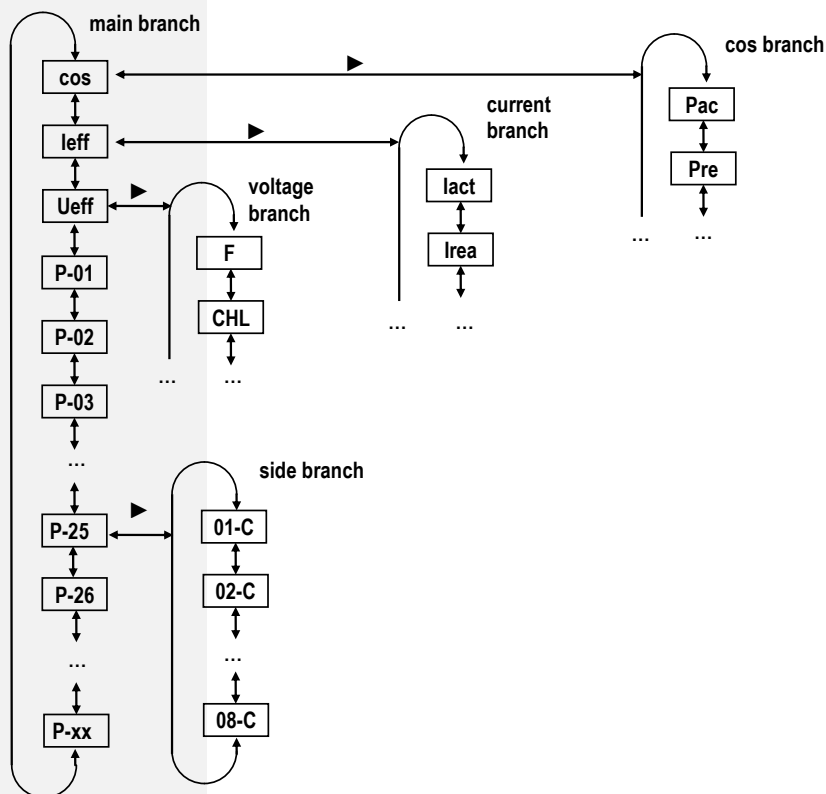 main branch
cos
Ieff
Ueff
P-01
P-02
P-03
...
P-25
P-26
...
P-xx
voltage
branch
F
CHL
...
...
side branch
01-C
02-C
...
08-C
current
branch
Iact
Irea
...
...
cos branch
Pac
Pre
...
...